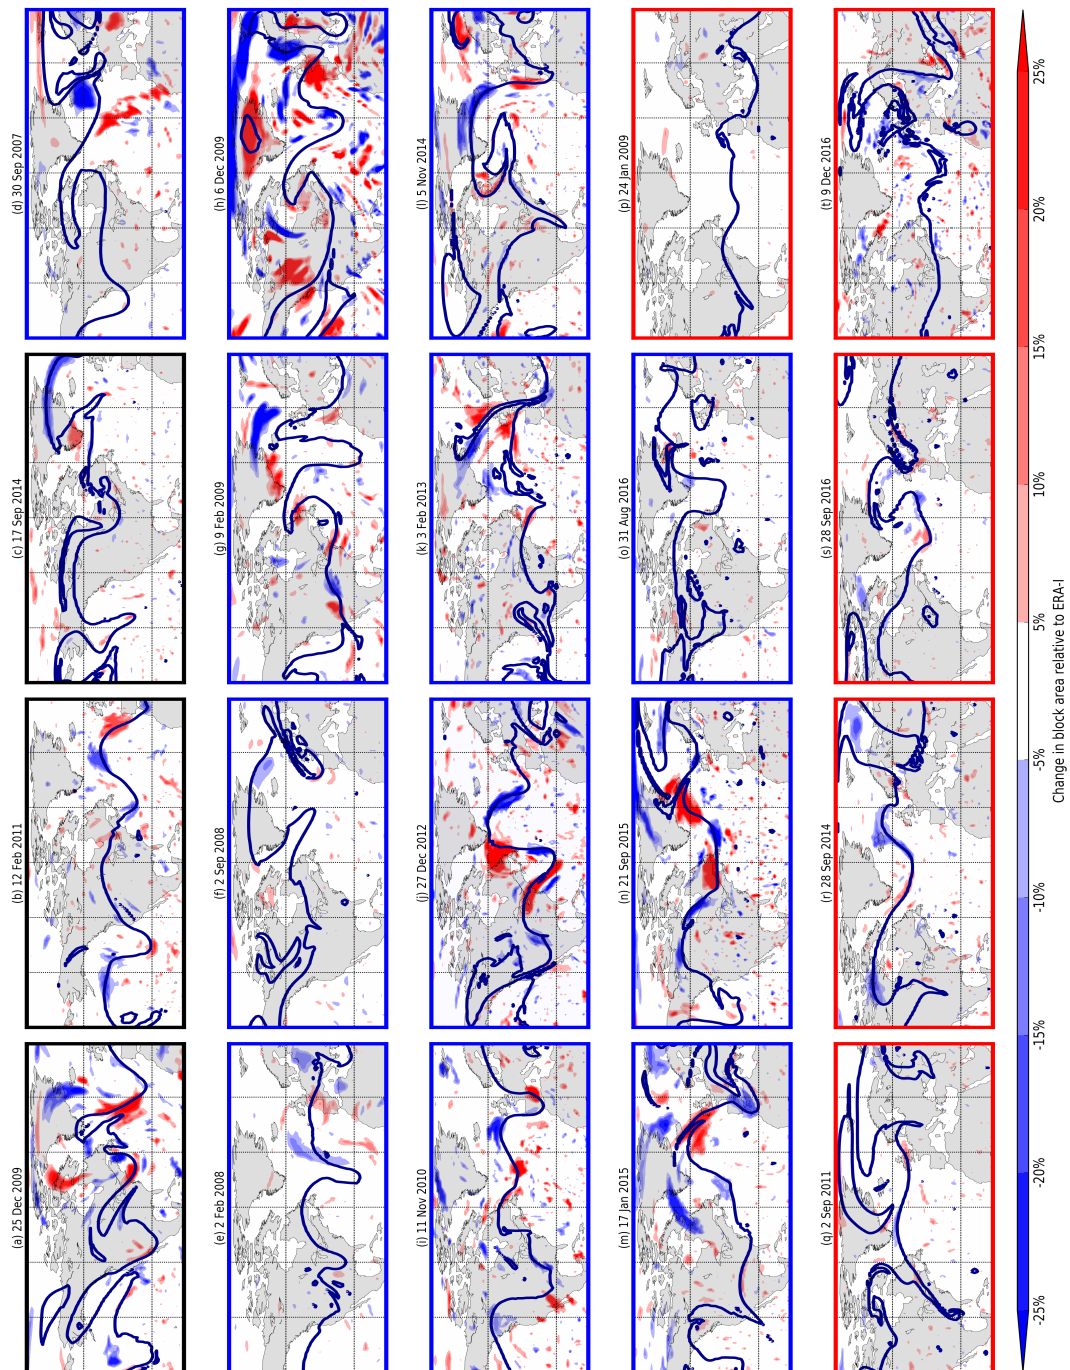 (a) 25 Dec 2009
(b) 12 Feb 2011
(c) 17 Sep 2014
(d) 30 Sep 2007
(e) 2 Feb 2008
(f) 2 Sep 2008
(g) 9 Feb 2009
(h) 6 Dec 2009
(i) 11 Nov 2010
(j) 27 Dec 2012
(k) 3 Feb 2013
(l) 5 Nov 2014
(m) 17 Jan 2015
(n) 21 Sep 2015
(o) 31 Aug 2016
(p) 24 Jan 2009
(q) 2 Sep 2011
(r) 28 Sep 2014
(s) 28 Sep 2016
(t) 9 Dec 2016
-25% -20% -15% -10% -5% 5% 10% 15% 20% 25%
Change in block area relative to ERA-I